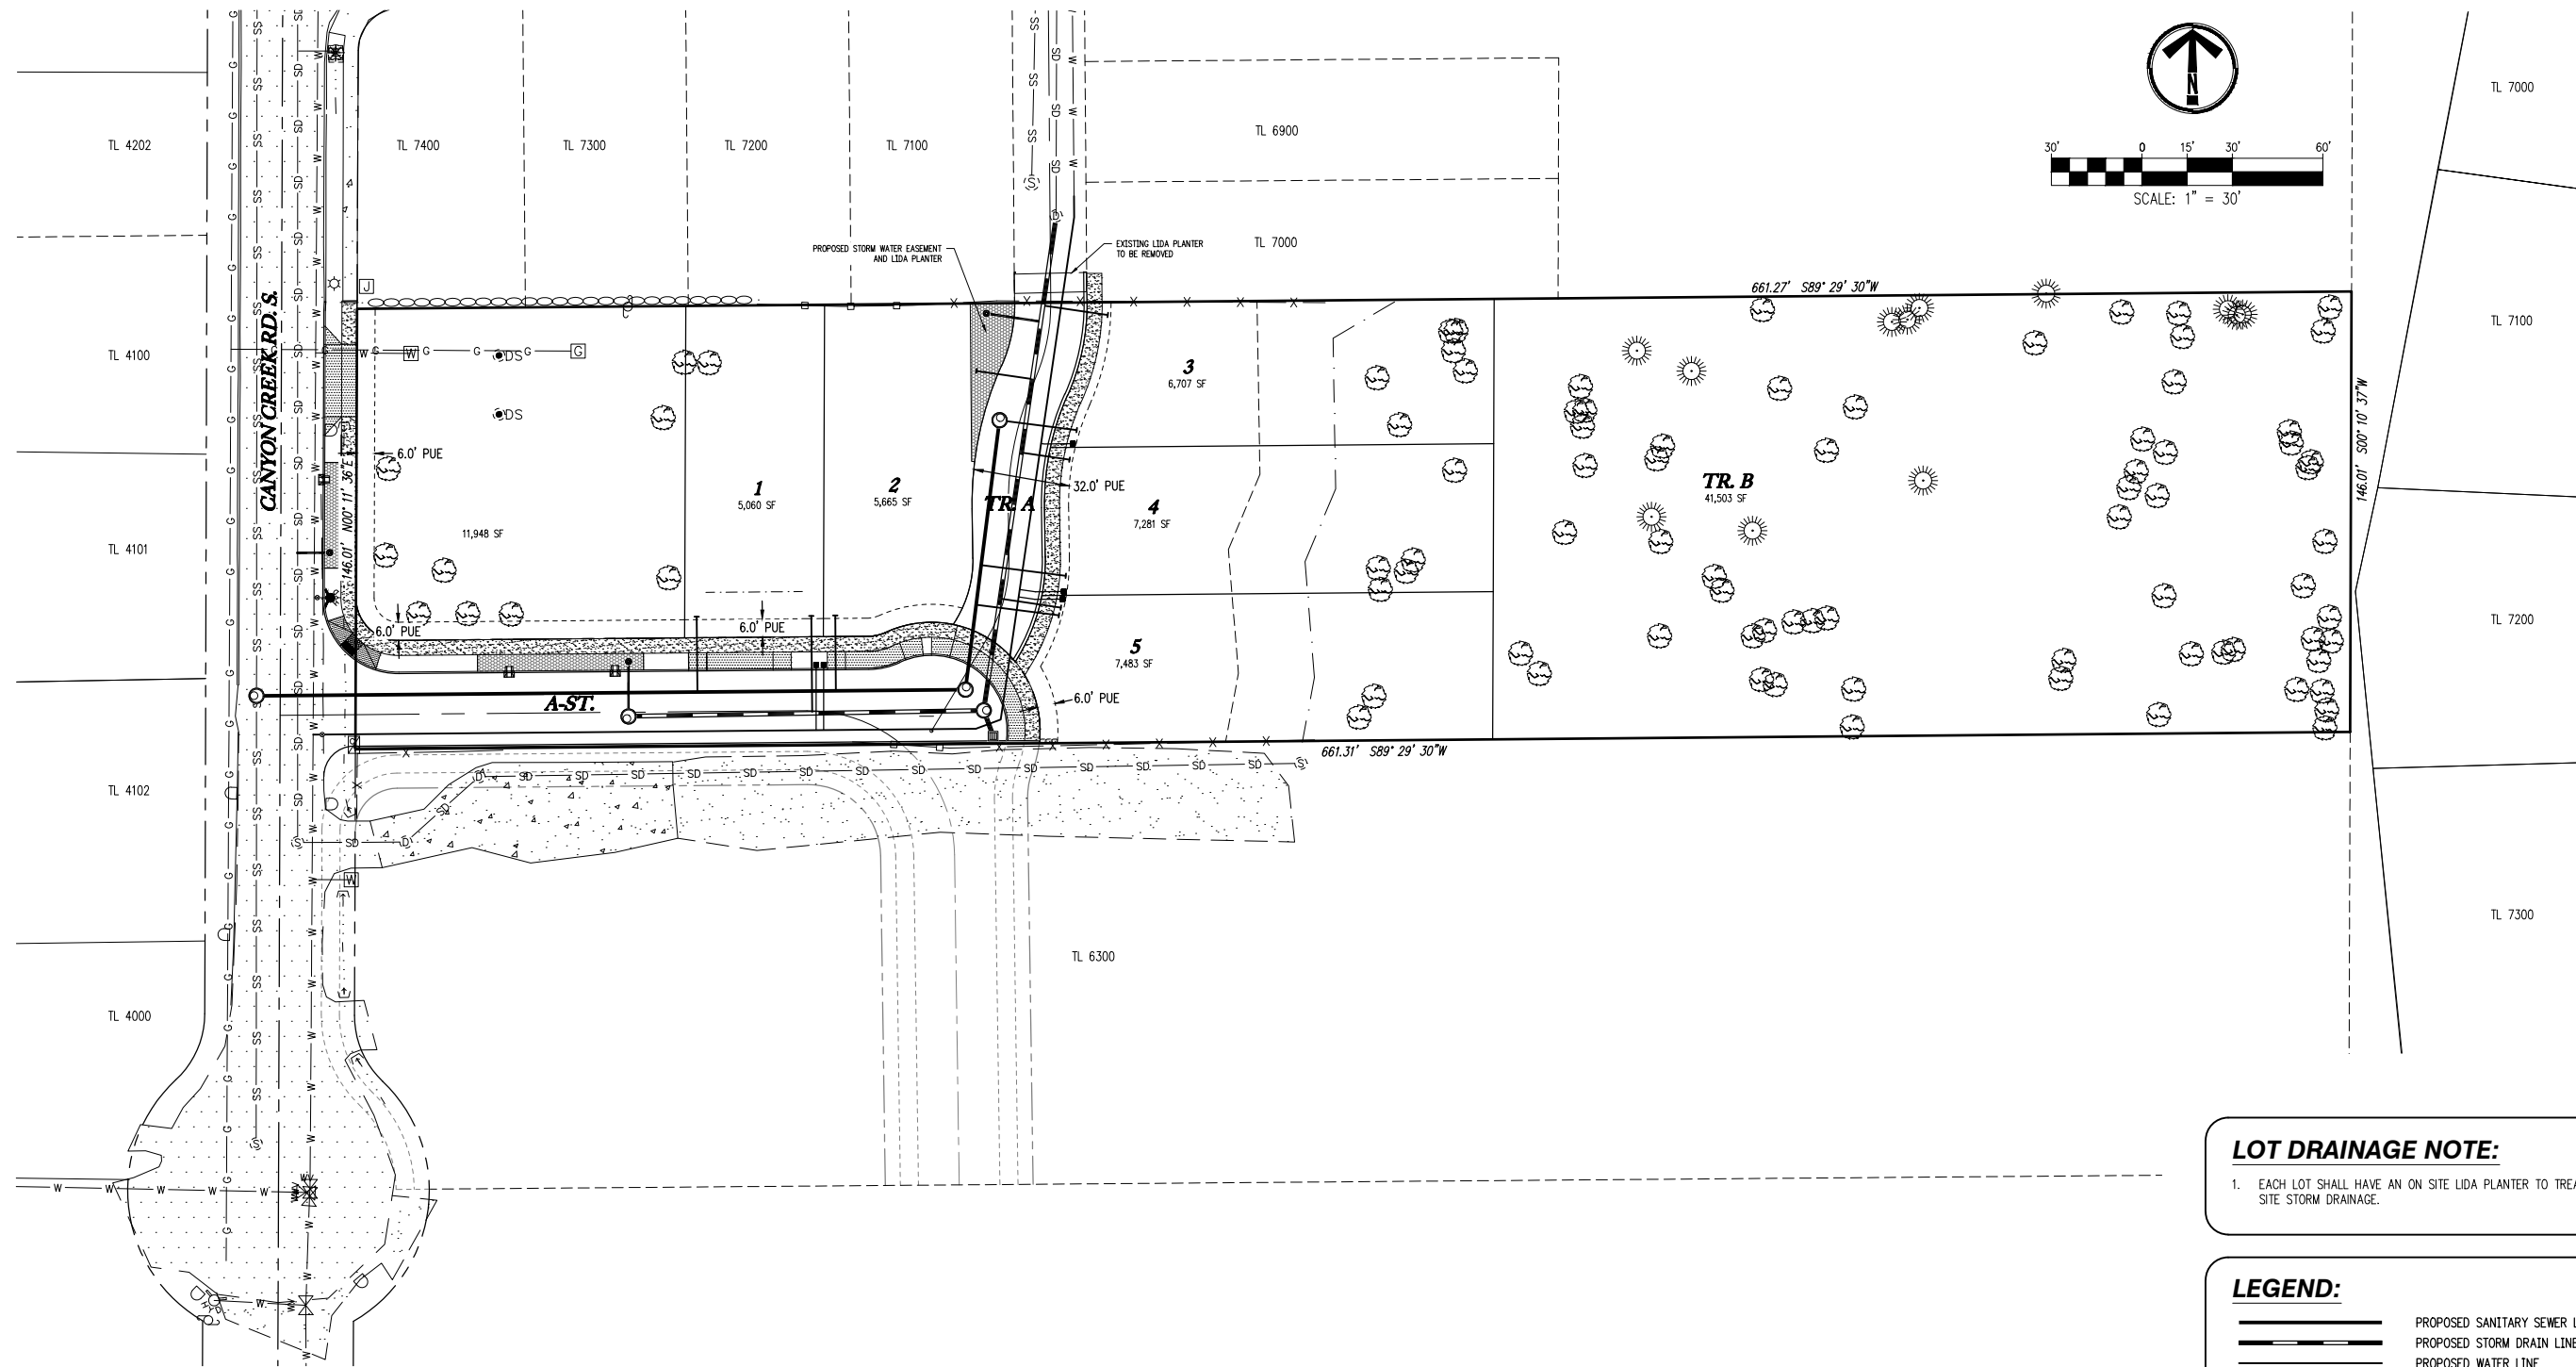 TL 4202
TL 7400
TL 7300
TL 7200
TL 7100
TL 6900
TL 7000
N
30' 0 15' 30' 60'
SCALE: 1" = 30'
TL 7000
PROPOSED STORM WATER EASEMENT
AND LIDA PLANTER
EXISTING LIDA PLANTER
TO BE REMOVED
661.27' S89° 29' 30"W
CANYON CREEK RD. S.
TL 4100
TL 7100
3
6,707 SF
DS
DS
6.0' PUE
146.01' N00° 11' 36"E
146.01' S00° 10' 37"W
1
5,060 SF
2
5,665 SF
32.0' PUE
TR. A
4
7,281 SF
TR. B
41,503 SF
11,948 SF
TL 4101
6.0' PUE
6.0' PUE
5
7,483 SF
6.0' PUE
TL 7200
A-ST.
661.31' S89° 29' 30"W
TL 4102
TL 7300
TL 6300
TL 4000
LOT DRAINAGE NOTE:
1. EACH LOT SHALL HAVE AN ON SITE LIDA PLANTER TO
SITE STORM DRAINAGE.
LEGEND:
PROPOSED SANITARY SEWER
PROPOSED STORM DRAIN LINE
PROPOSED WATER LINE